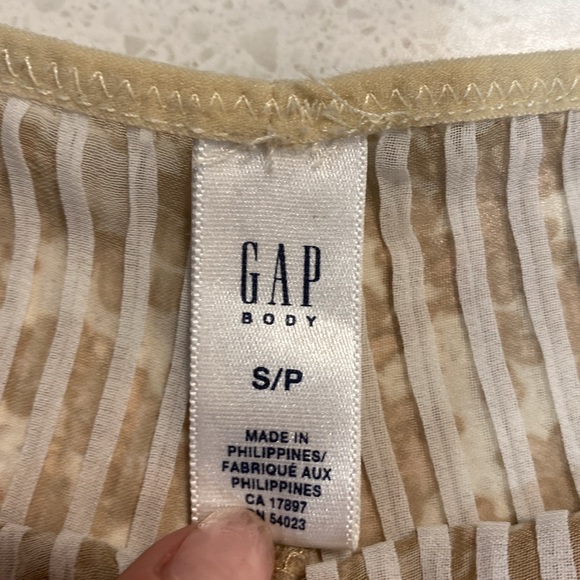 GAP
BODY
S/P
MADE IN
PHILIPPINES/
FABRIQUÉ AUX
PHILIPPINES
CA 17897
54023